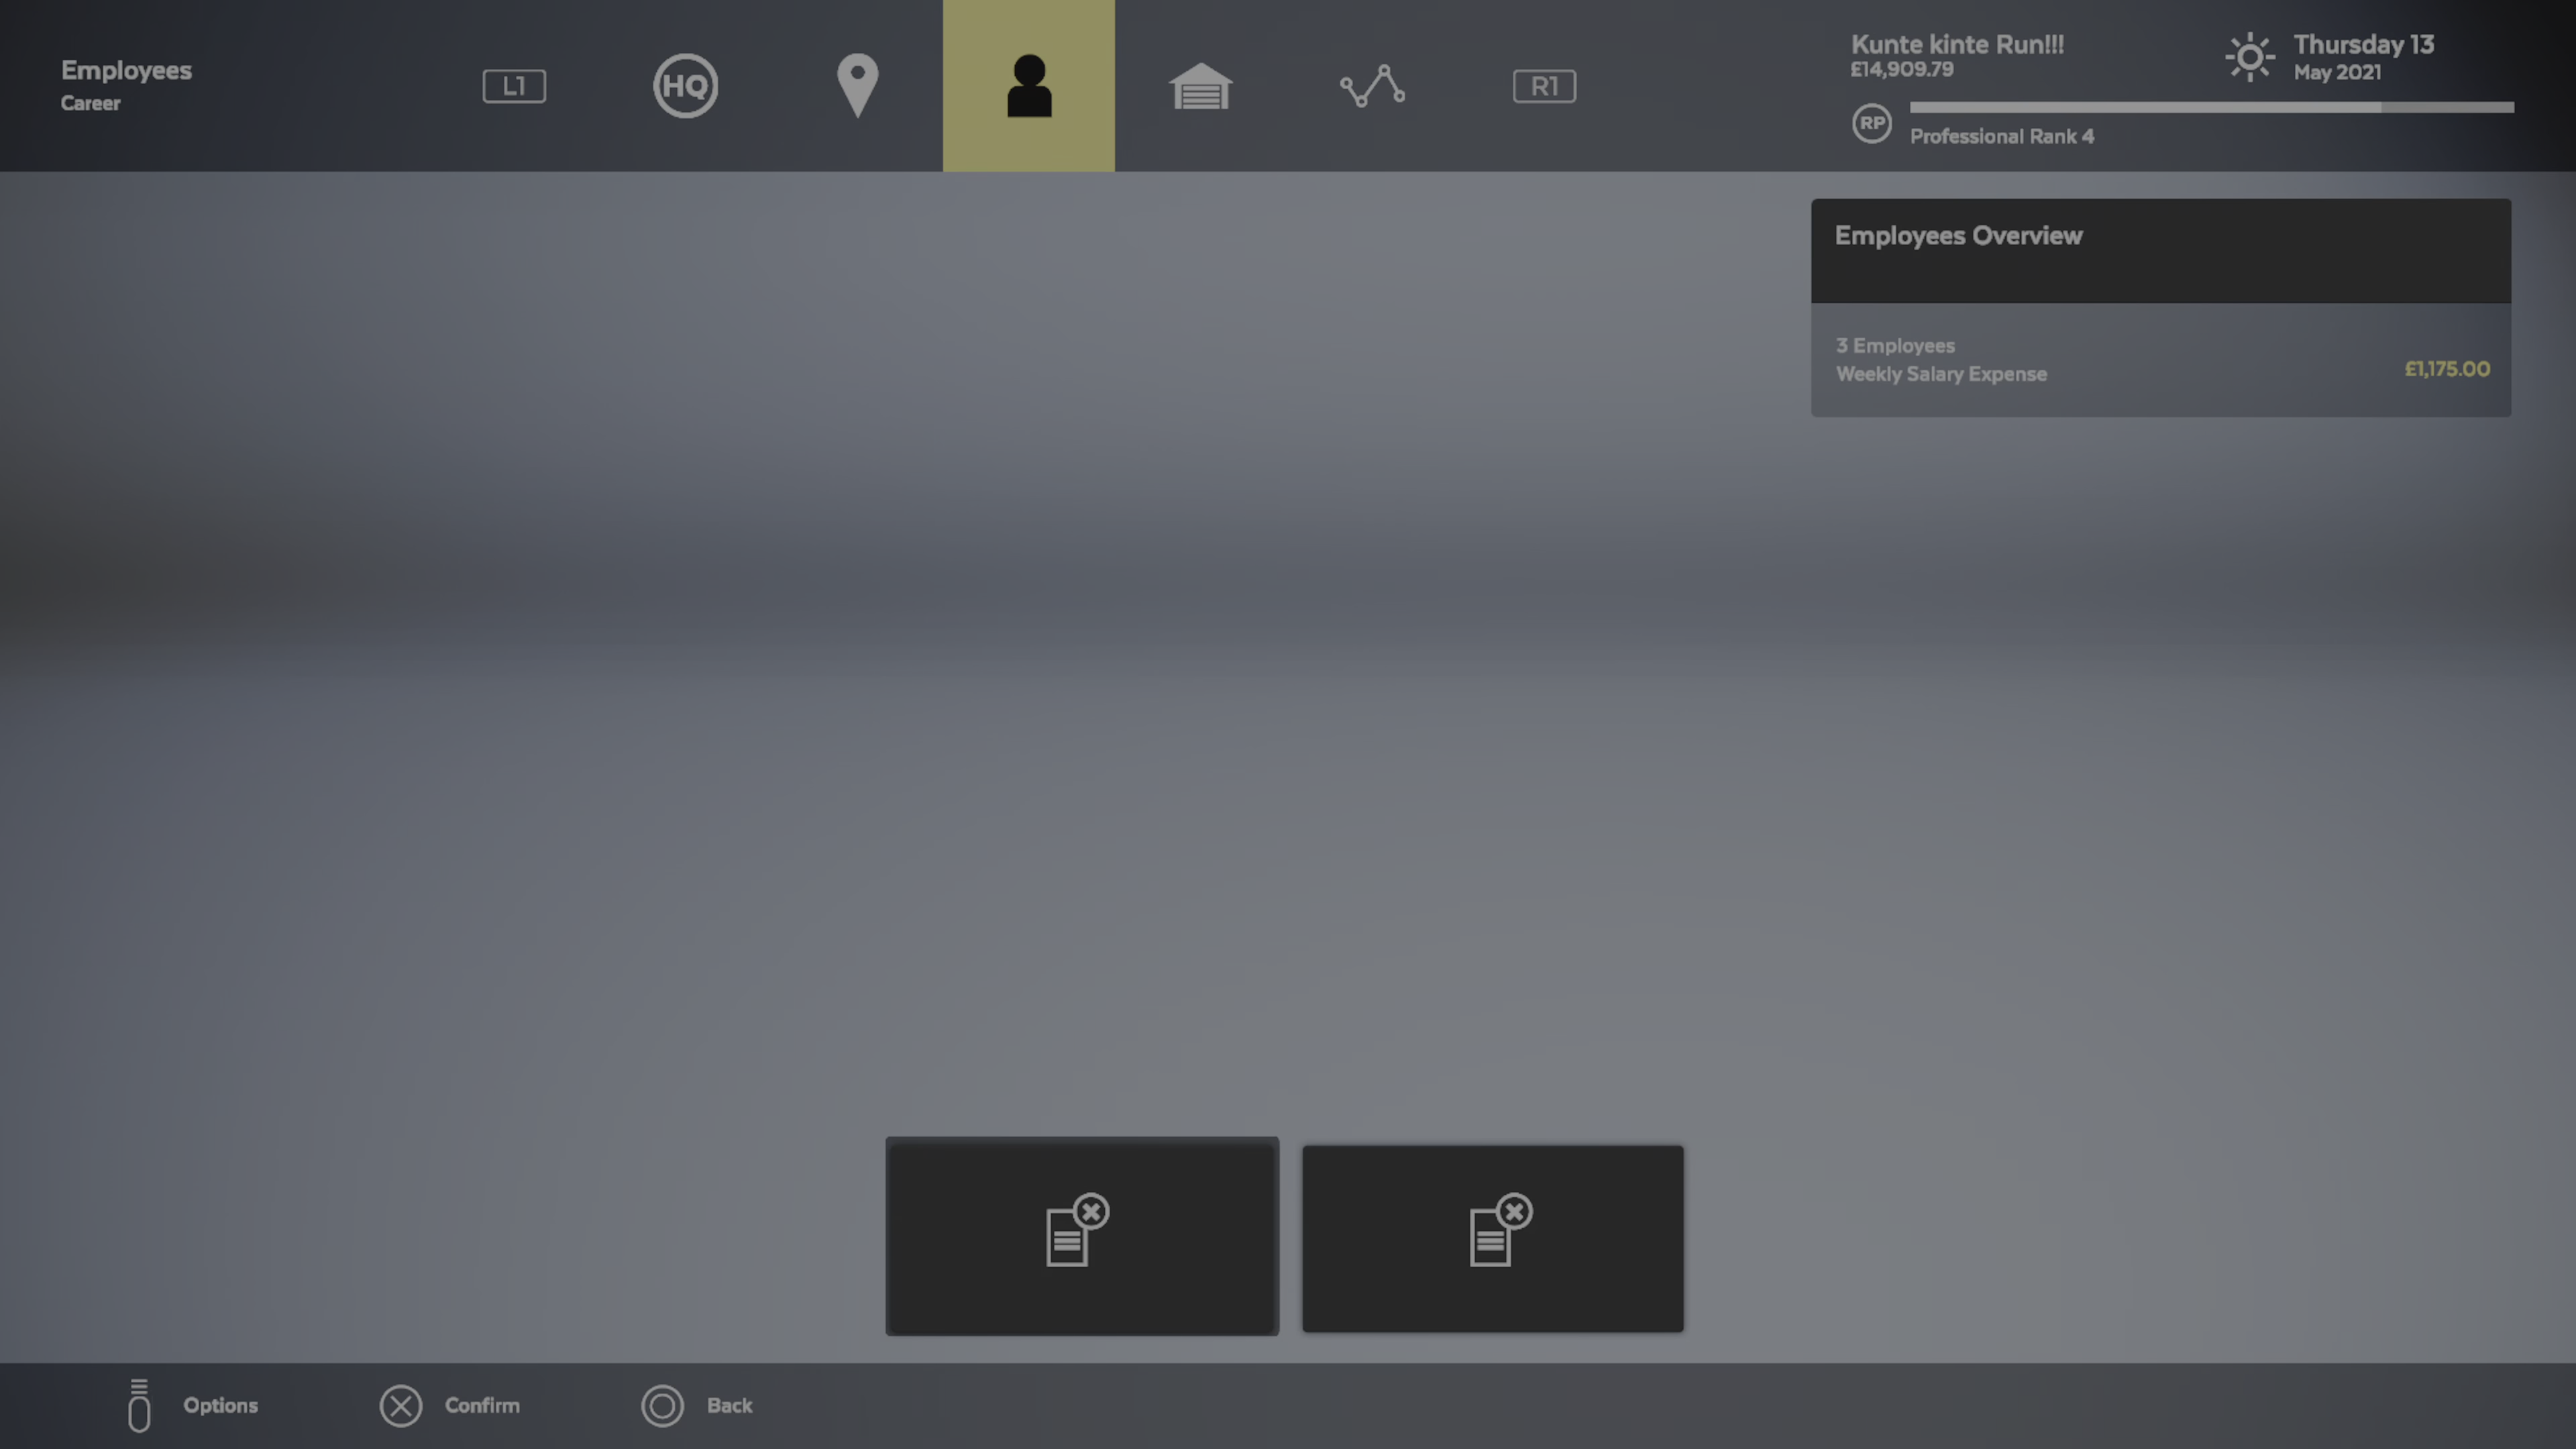 Employees
Career
L1
HQ
R1
Kunte kinte Run!!!
£14,909.79
Thursday 13
May 2021
RP
Professional Rank 4
Employees Overview
3 Employees
Weekly Salary Expense
£1,175.00
Options
Confirm
Back